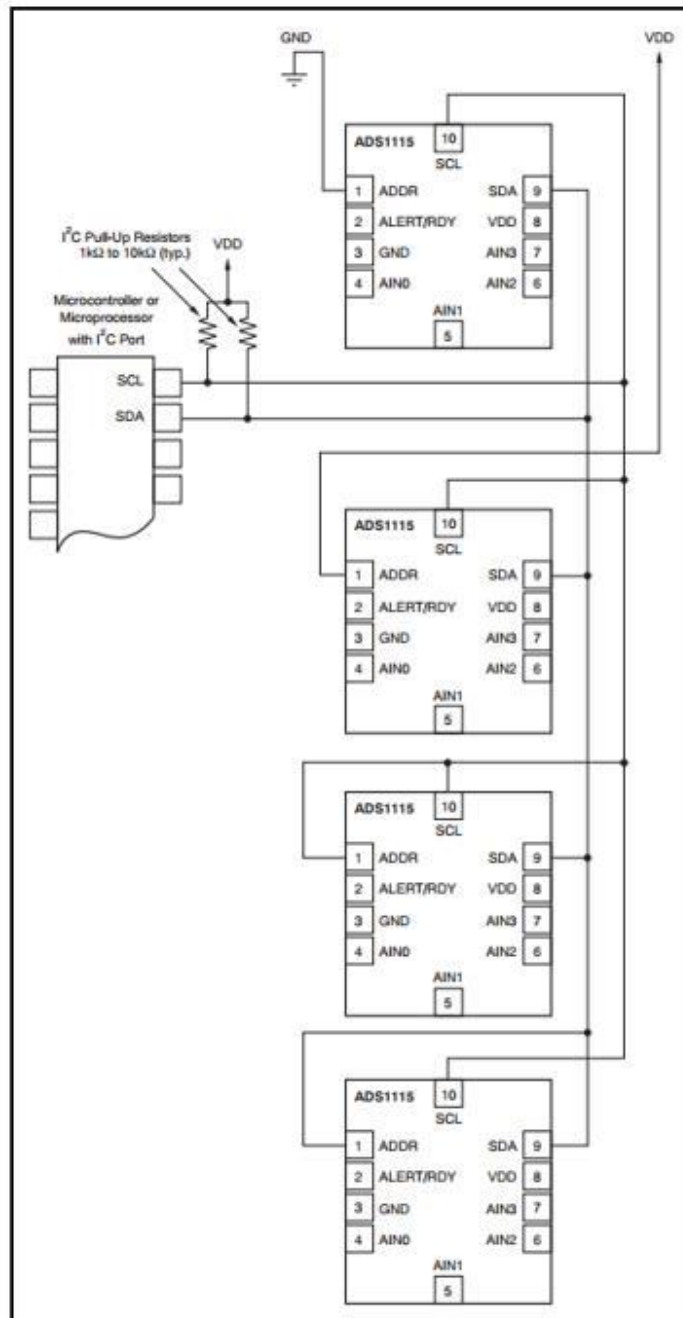 GND
VDD
ADS1115
10
SCL
1 ADDR SDA 9
2 ALERT/RDY VDD 8
3 GND AIN3 7
4 AIN0 AIN2 6
AIN1
5
I²C Pull-Up Resistors
1kΩ to 10kΩ (typ.)
VDD
Microcontroller or
Microprocessor
with I²C Port
SCL
SDA
ADS1115
10
SCL
1 ADDR SDA 9
2 ALERT/RDY VDD 8
3 GND AIN3 7
4 AIN0 AIN2 6
AIN1
5
ADS1115
10
SCL
1 ADDR SDA 9
2 ALERT/RDY VDD 8
3 GND AIN3 7
4 AIN0 AIN2 6
AIN1
5
ADS1115
10
SCL
1 ADDR SDA 9
2 ALERT/RDY VDD 8
3 GND AIN3 7
4 AIN0 AIN2 6
AIN1
5